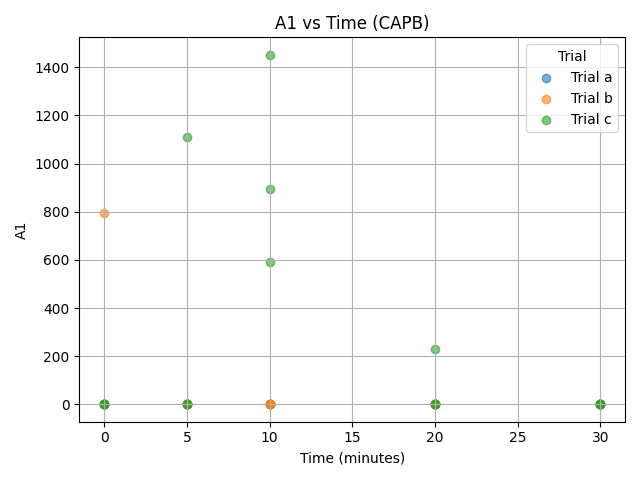 A1 vs Time (CAPB)
Trial
Trial a
Trial b
Trial c
A1
1400
1200
1000
800
600
400
200
0
0 5 10 15 20 25 30
Time (minutes)